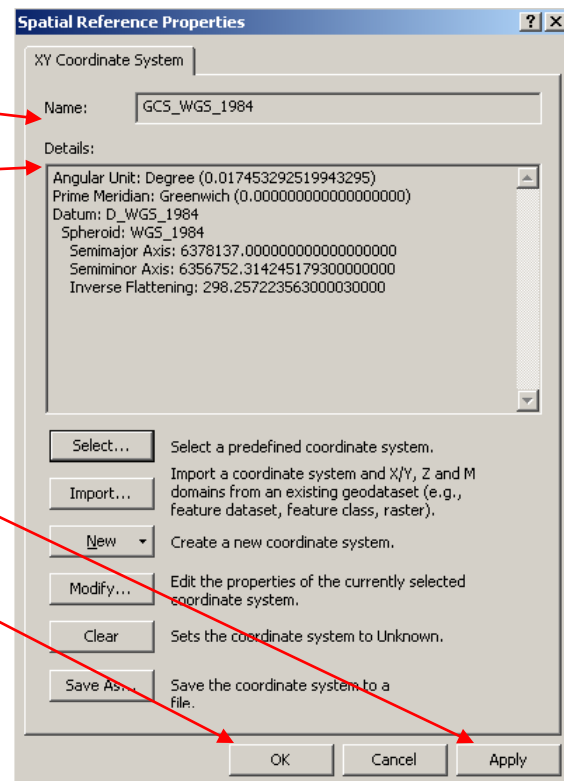 Spatial Reference Properties
XY Coordinate System
Name: GCS_WGS_1984
Details:
Angular Unit: Degree (0.017453292519943295)
Prime Meridian: Greenwich (0.000000000000000000)
Datum: D_WGS_1984
Spheroid: WGS_1984
Semimajor Axis: 6378137.000000000000000000
Semiminor Axis: 6356752.314245179300000000
Inverse Flattening: 298.257223563000030000
Select... Select a predefined coordinate system.
Import... Import a coordinate system and X/Y, Z and M
domains from an existing geodataset (e.g.,
feature dataset, feature class, raster).
New Create a new coordinate system.
Modify... Edit the properties of the currently selected
coordinate system.
Clear Sets the coordinate system to Unknown.
Save As... Save the coordinate system to a
file.
OK Cancel Apply